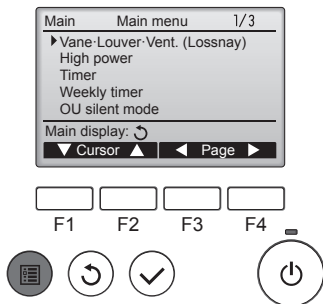 Main Main menu 1/3
Vane·Louver·Vent. (Lossnay)
High power
Timer
Weekly timer
OU silent mode
Main display:
Cursor Page
F1 F2 F3 F4